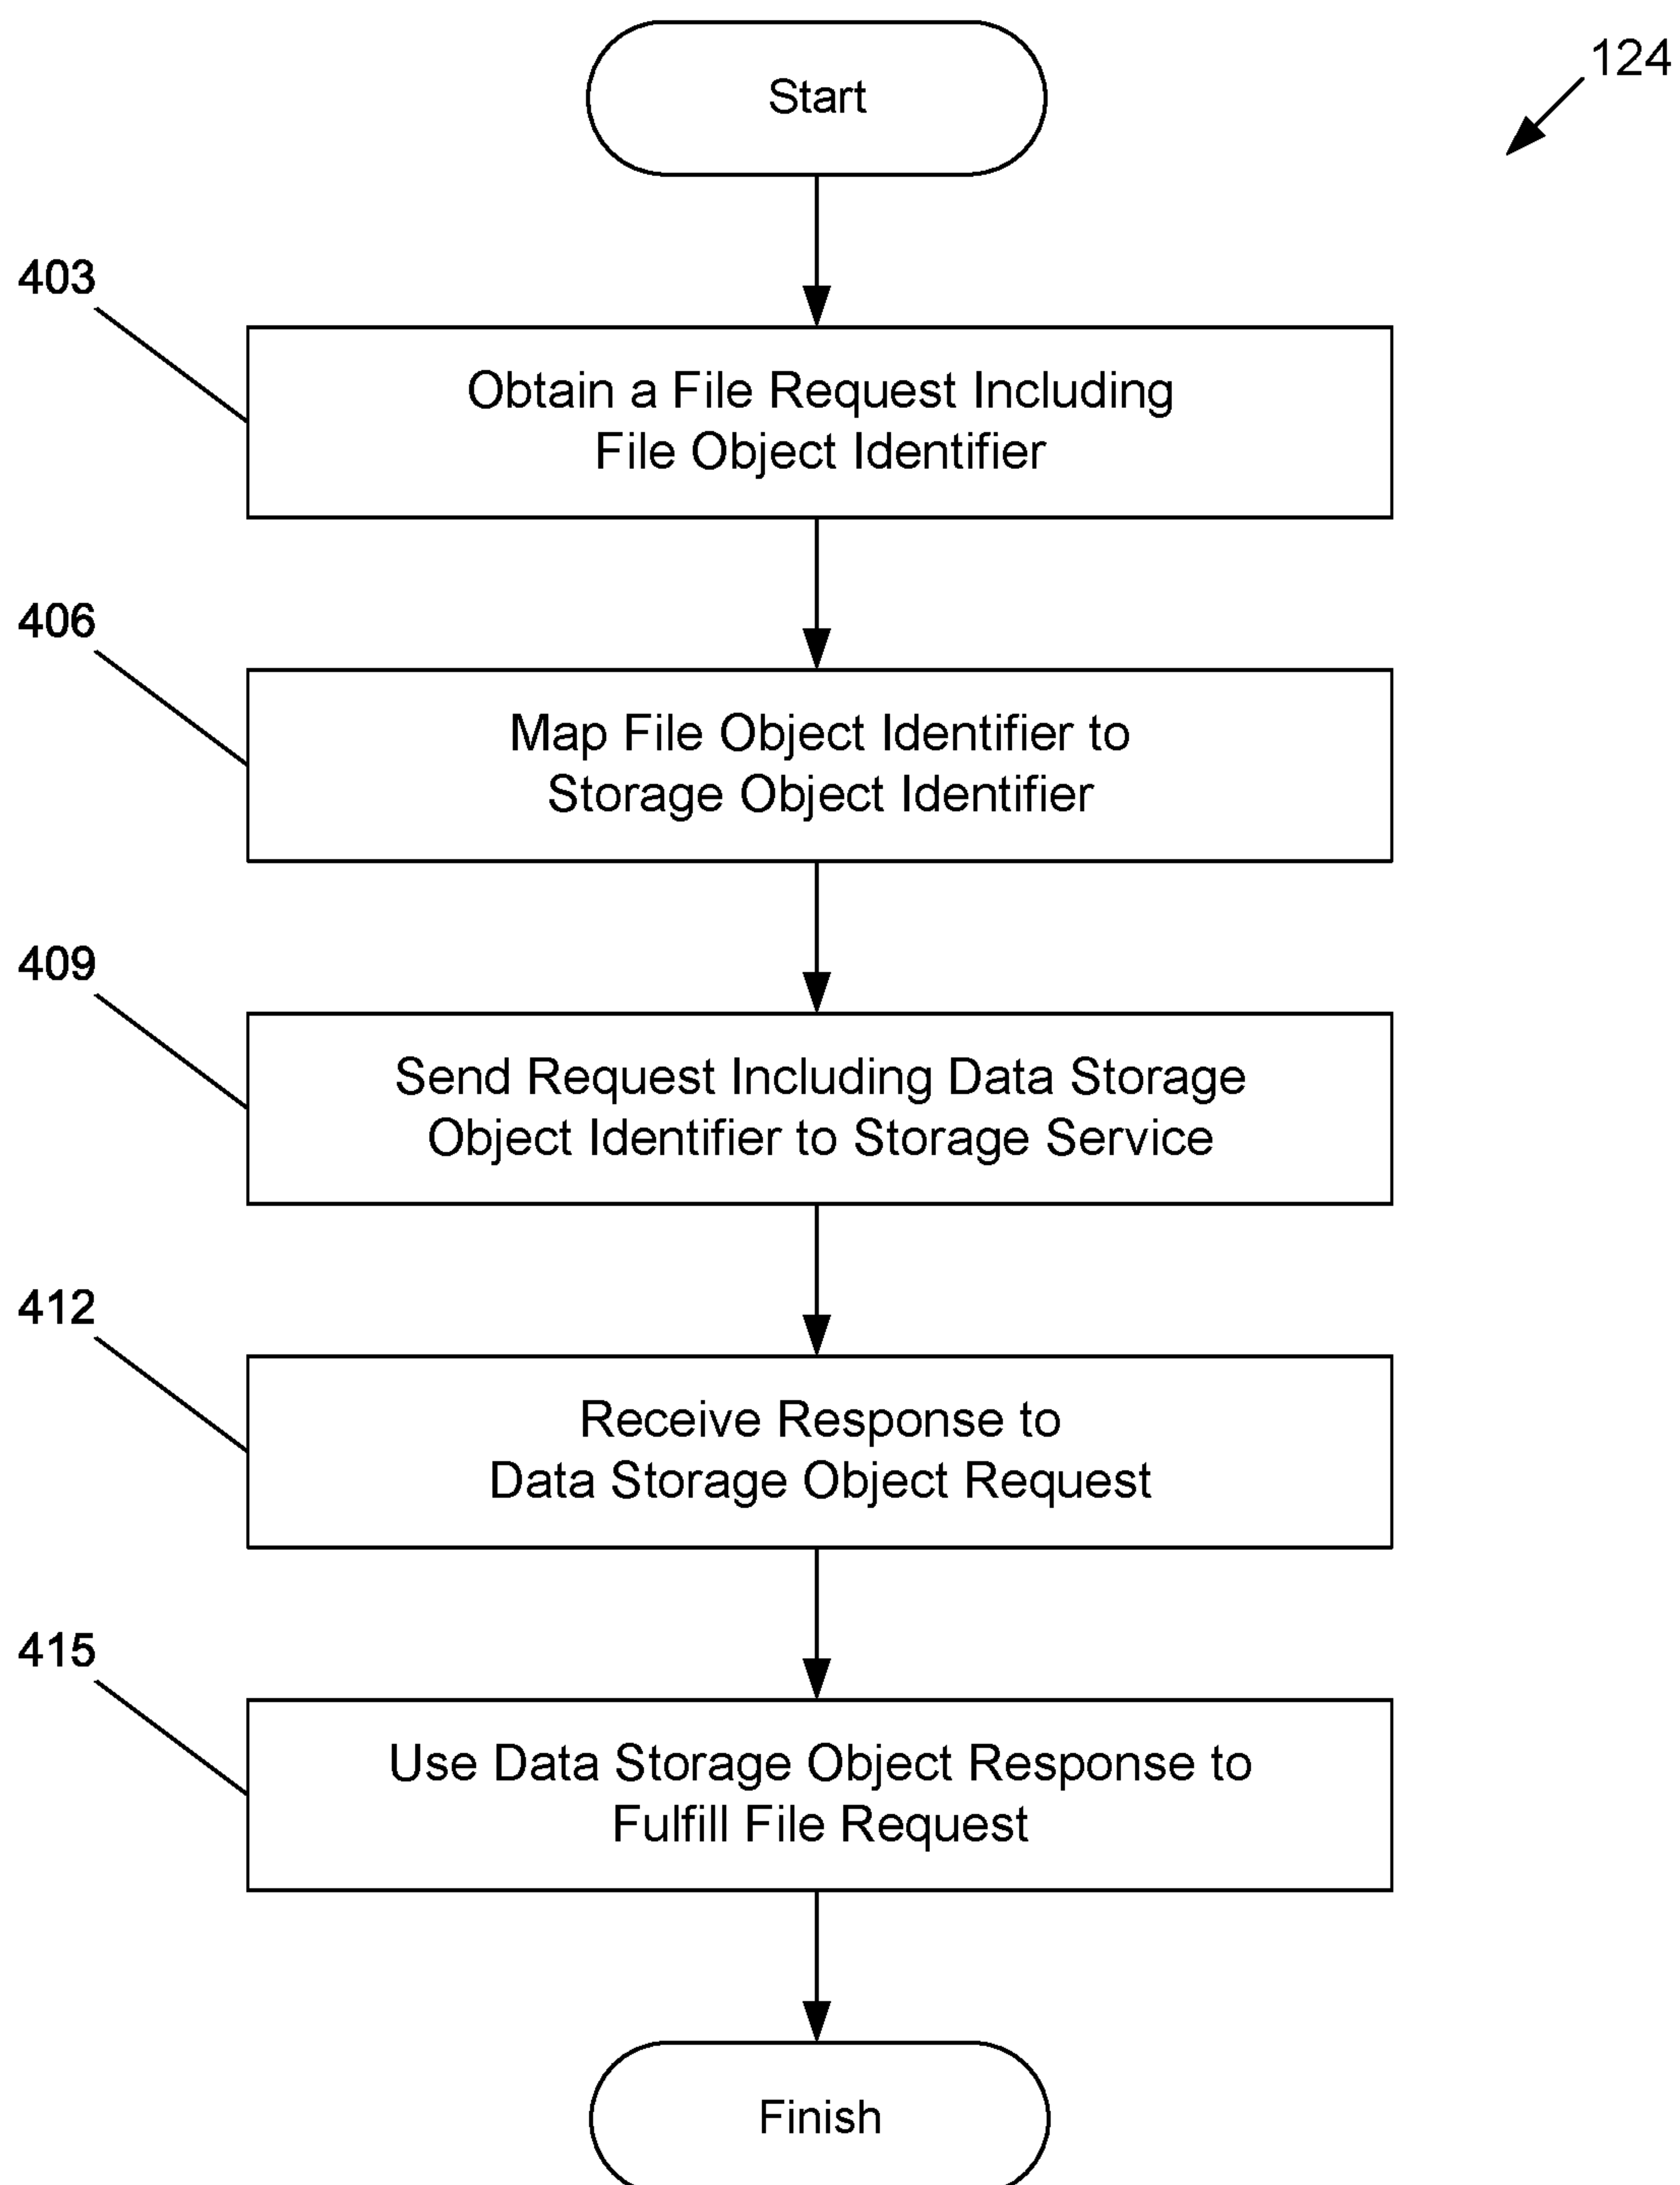 Start
124
403
Obtain a File Request Including
File Object Identifier
406
Map File Object Identifier to
Storage Object Identifier
409
Send Request Including Data Storage
Object Identifier to Storage Service
412
Receive Response to
Data Storage Object Request
415
Use Data Storage Object Response to
Fulfill File Request
Finish